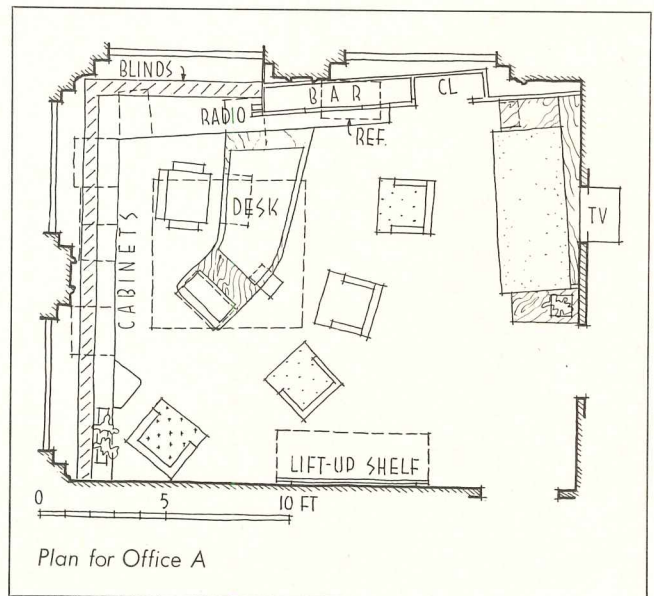 BLINDS
BAR
CL
RADIO
REF.
DESK
TV
CABINETS
LIFT-UP SHELF
0 5 10 FT
Plan for Office A